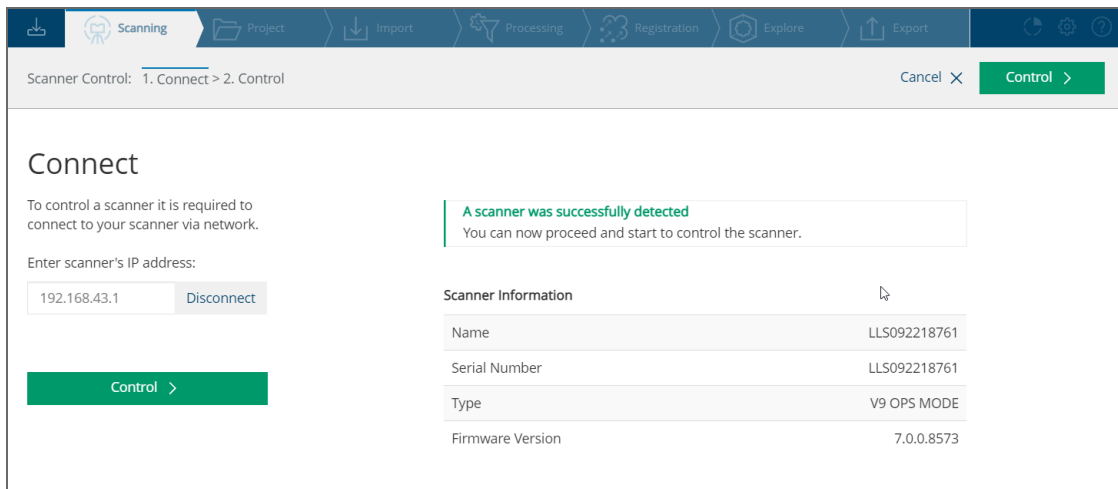 Scanning
Project
Import
Processing
Registration
Explore
Export
Scanner Control: 1. Connect > 2. Control
Cancel
Control
Connect
To control a scanner it is required to
connect to your scanner via network.
Enter scanner's IP address:
192.168.43.1 Disconnect
Control
A scanner was successfully detected
You can now proceed and start to control the scanner.
Scanner Information
Name LLS092218761
Serial Number LLS092218761
Type V9 OPS MODE
Firmware Version 7.0.0.8573